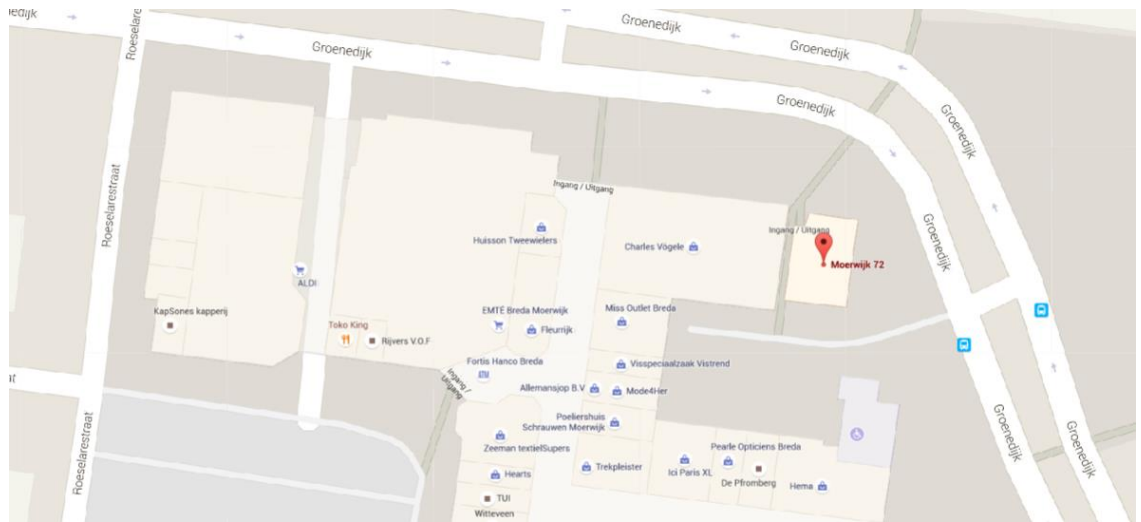 Groenedijk
Groenedijk
Groenedijk
Groenedijk
Groenedijk
Groenedijk
Groenedijk
Groenedijk
Roeselarestraat
Roeselarestraat
Ingang / Uitgang
Huisson Tweewielers
Charles Vögele
Ingang / Uitgang
Moerwijk 72
ALDI
KapSones kapperij
Toko King
Rijvers V.O.F
EMTÉ Breda Moerwijk
Fleurrijk
Miss Outlet Breda
Fortis Hanco Breda
Visspeciaalzaak Vistrend
Ingang /
Uitgang
Allemansjop B.V
Mode4Her
Poeliershuis
Schrauwen Moerwijk
Zeeman textielSupers
Hearts
TUI
Witteveen
Trekpleister
Ici Paris XL
Pearle Opticiens Breda
De Pfromberg
Hema